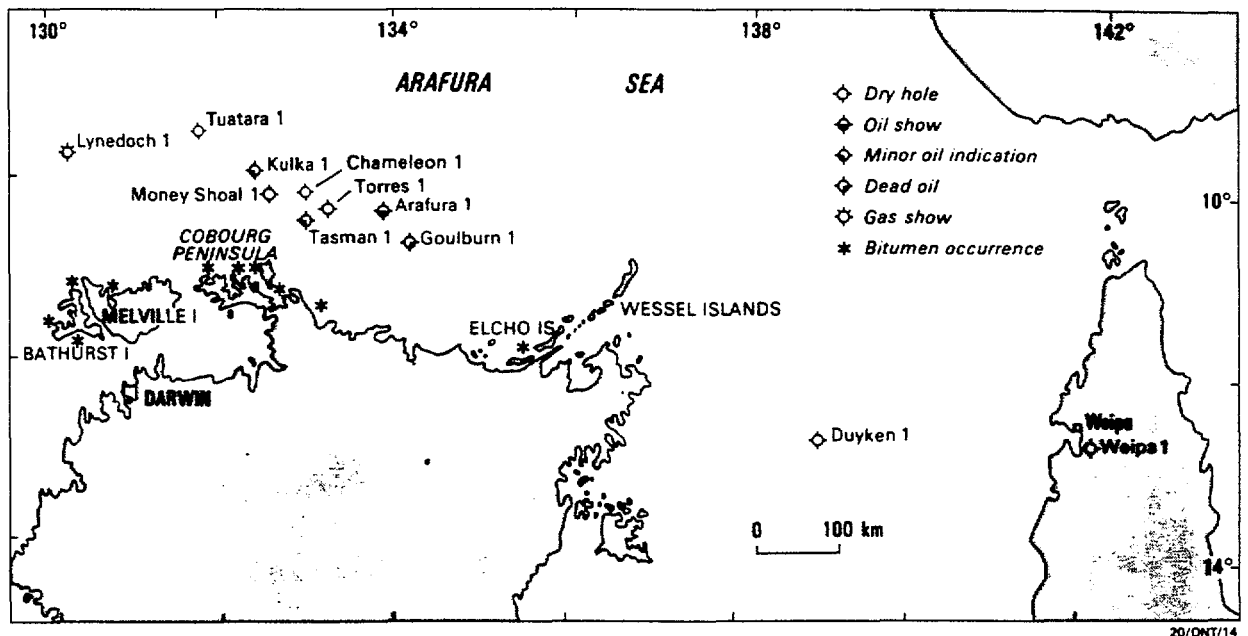 130°
134°
138°
142°
ARAFURA SEA
Dry hole
Oil show
Minor oil indication
Dead oil
Gas show
Bitumen occurrence
Tuatara 1
Lynedoch 1
Kulka 1
Chameleon 1
Money Shoal 1
Torres 1
Arafura 1
Tasman 1
Goulburn 1
10°
COBOURG
PENINSULA
MELVILLE I
WESSEL ISLANDS
ELCHO IS
BATHURST I
DARWIN
Duyken 1
Weipa
Weipa 1
0 100 km
14°
20/ONT/14